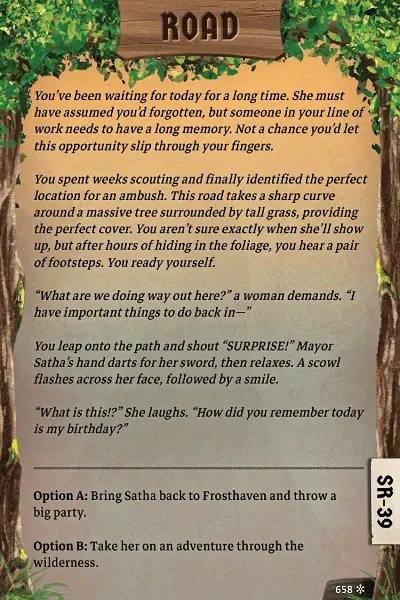 ROAD
You've been waiting for today for a long time. She must
have assumed you'd forgotten, but someone in your line of
work needs to have a long memory. Not a chance you'd let
this opportunity slip through your fingers.
You spent weeks scouting and finally identified the perfect
location for an ambush. This road takes a sharp curve
around a massive tree surrounded by tall grass, providing
the perfect cover. You aren't sure exactly when she'll show
up, but after hours of hiding in the foliage, you hear a pair
of footsteps. You ready yourself.
“What are we doing way out here?” a woman demands. “I
have important things to do back in—”
You leap onto the path and shout “SURPRISE!” Mayor
Satha's hand darts for her sword, then relaxes. A scowl
flashes across her face, followed by a smile.
“What is this!?” She laughs. “How did you remember today
is my birthday?”
Option A: Bring Satha back to Frosthaven and throw a
big party.
Option B: Take her on an adventure through the
wilderness.
SR-39
658